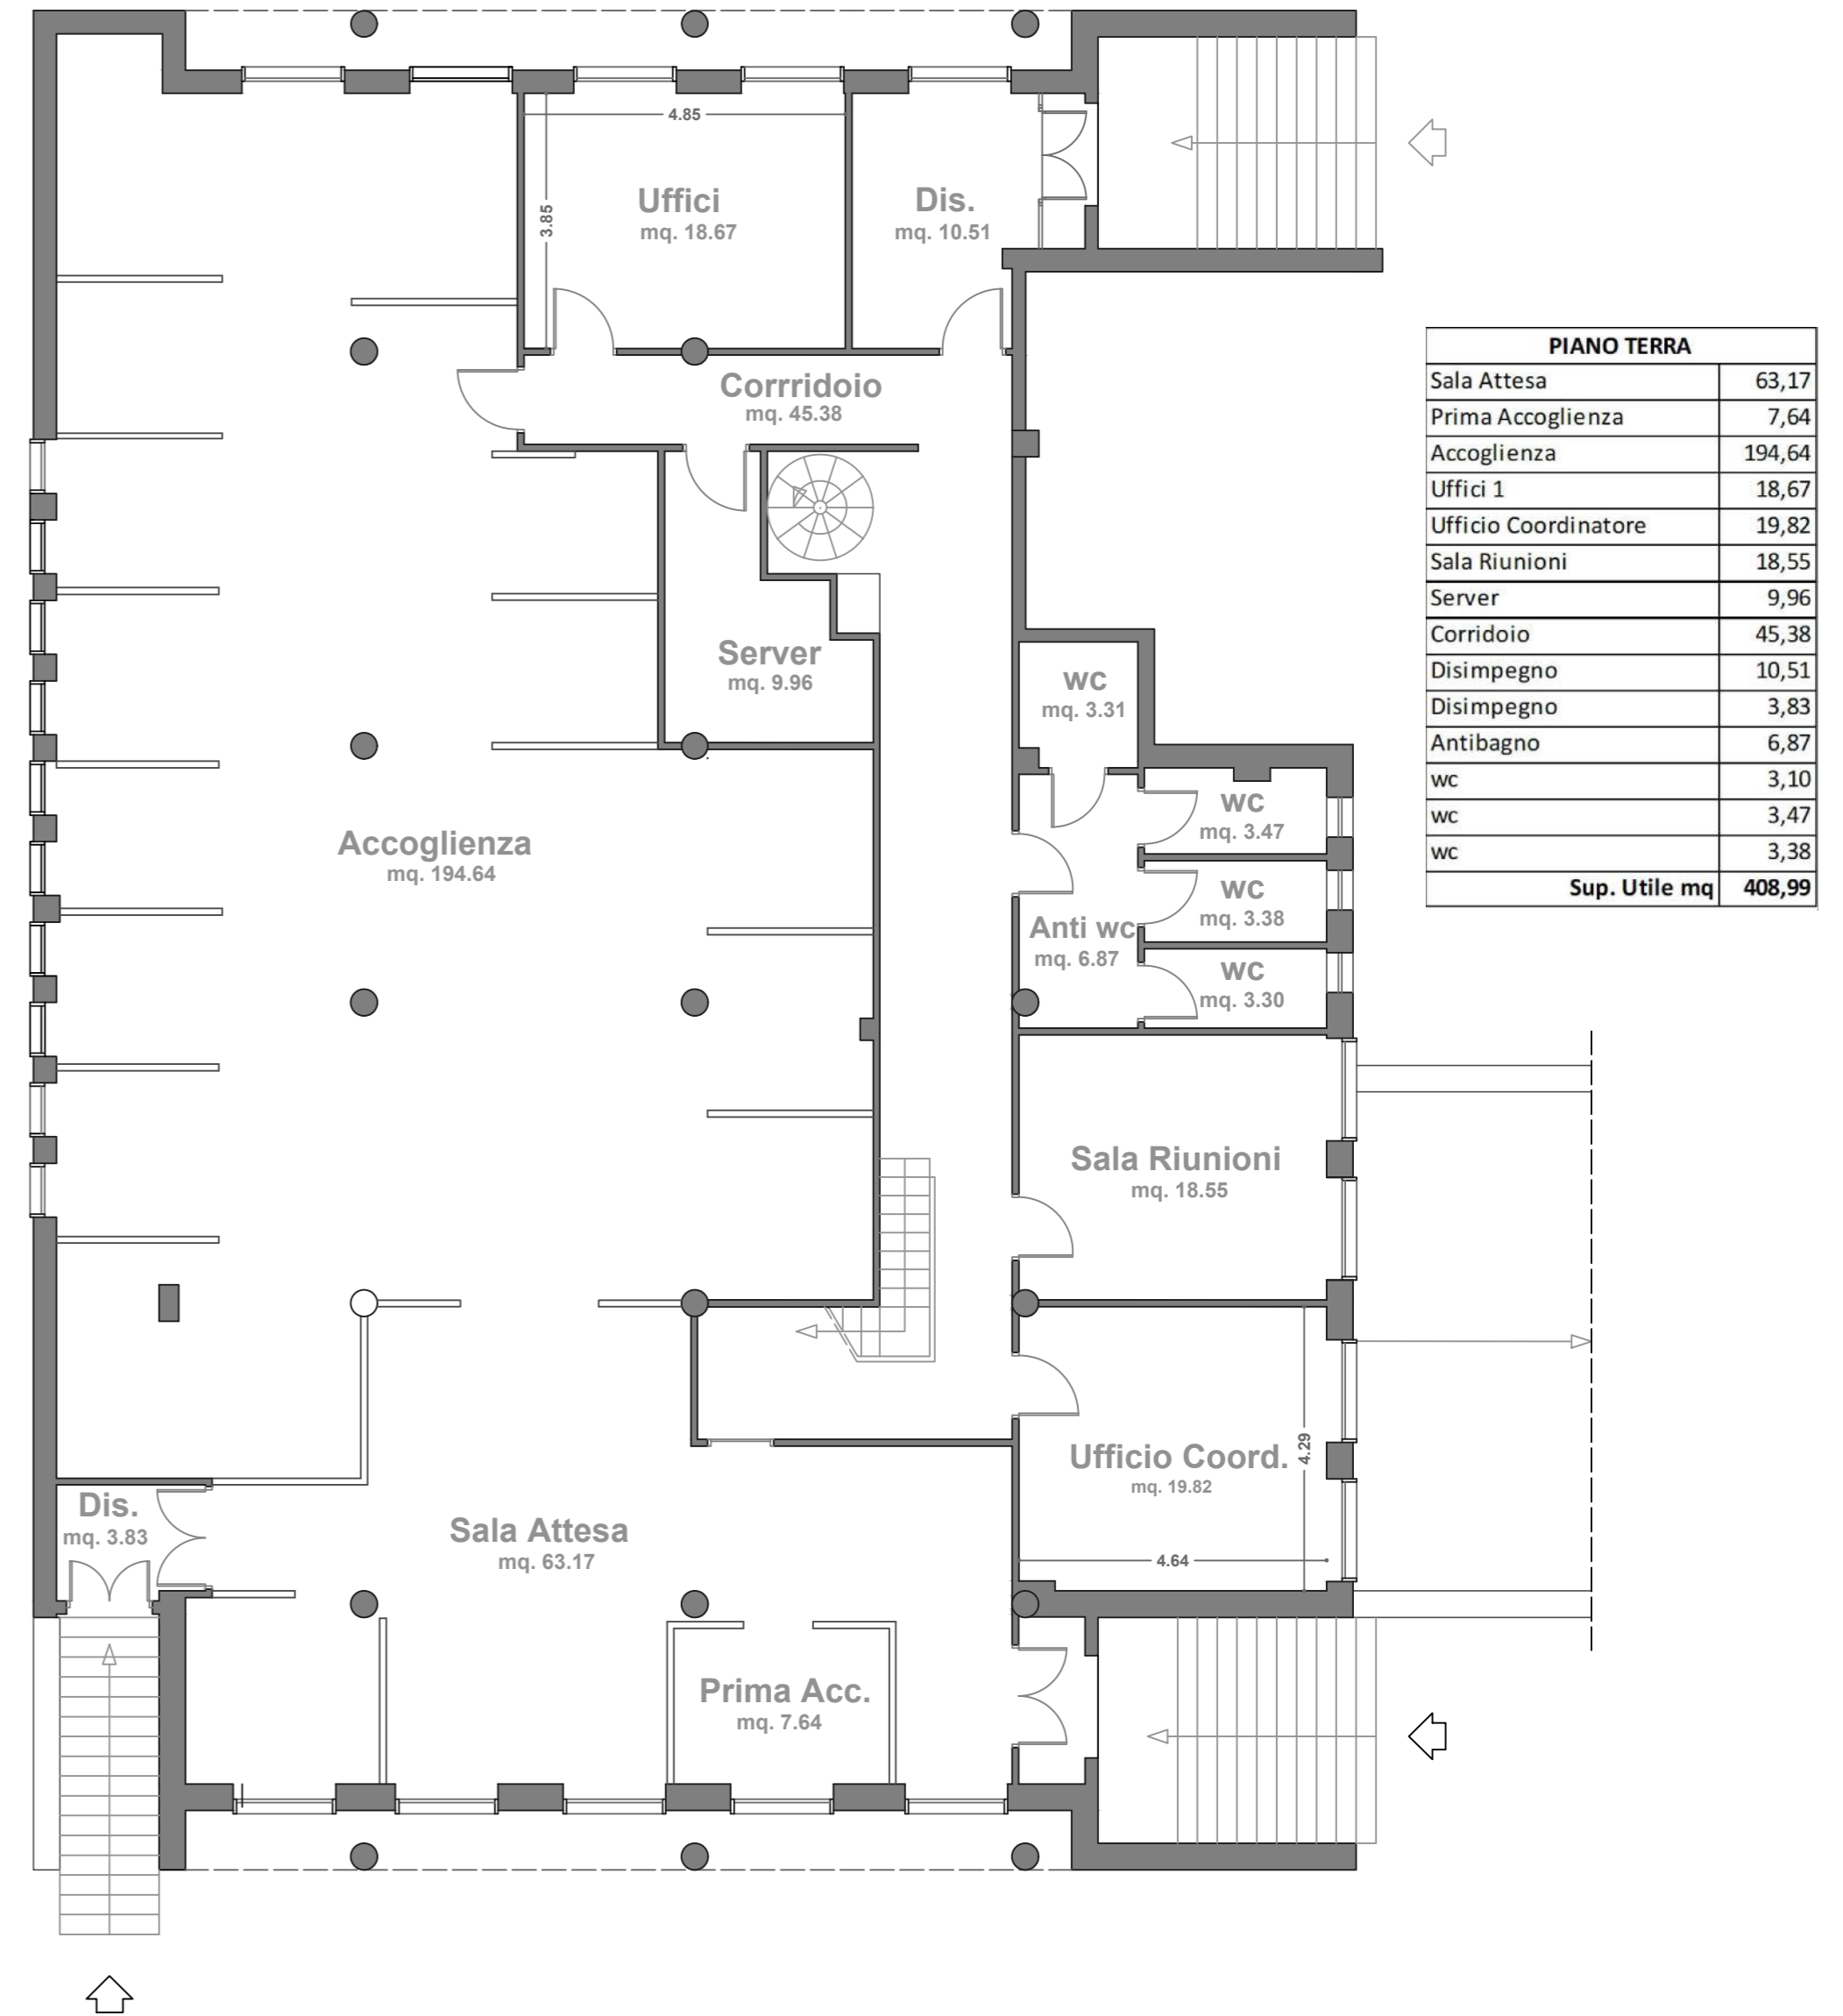 4.85
3.85
Uffici
mq. 18.67
Dis.
mq. 10.51
Corrridoio
mq. 45.38
Server
mq. 9.96
wc
mq. 3.31
wc
mq. 3.47
wc
mq. 3.38
Anti wc
mq. 6.87
wc
mq. 3.30
Accoglienza
mq. 194.64
Sala Riunioni
mq. 18.55
Ufficio Coord.
mq. 19.82
4.29
4.64
Dis.
mq. 3.83
Sala Attesa
mq. 63.17
Prima Acc.
mq. 7.64
PIANO TERRA
Sala Attesa 63,17
Prima Accoglienza 7,64
Accoglienza 194,64
Uffici 1 18,67
Ufficio Coordinatore 19,82
Sala Riunioni 18,55
Server 9,96
Corridoio 45,38
Disimpegno 10,51
Disimpegno 3,83
Antibagno 6,87
wc 3,10
wc 3,47
wc 3,38
Sup. Utile mq 408,99